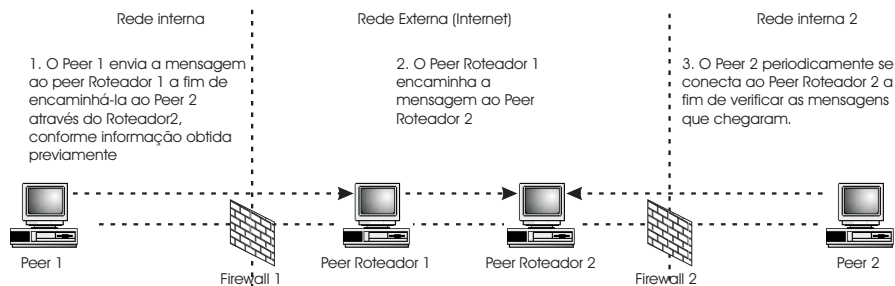 Rede interna
Rede Externa (Internet)
Rede interna 2
1. O Peer 1 envia a mensagem
ao peer Roteador 1 a fim de
encaminhá-la ao Peer 2
através do Roteador2,
conforme informação obtida
previamente
2. O Peer Roteador 1
encaminha a
mensagem ao Peer
Roteador 2
3. O Peer 2 periodicamente se
conecta ao Peer Roteador 2 a
fim de verificar as mensagens
que chegaram.
Peer 1
Firewall 1
Peer Roteador 1
Peer Roteador 2
Firewall 2
Peer 2